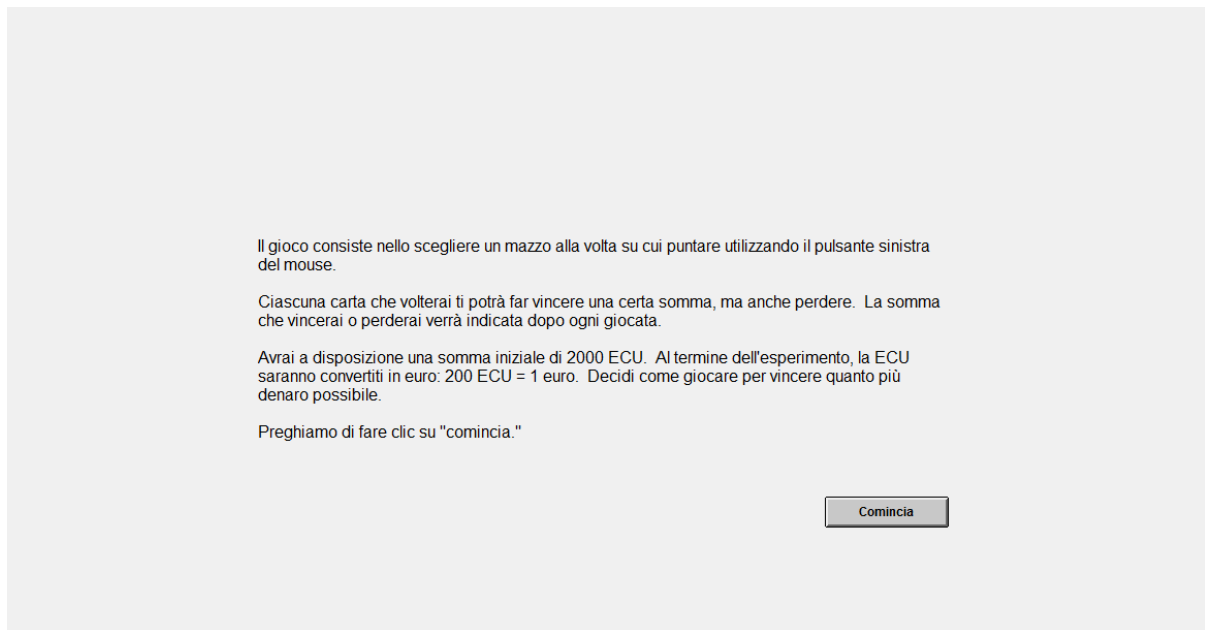 Il gioco consiste nello scegliere un mazzo alla volta su cui puntare utilizzando il pulsante sinistra
del mouse.
Ciascuna carta che volterai ti potrà far vincere una certa somma, ma anche perdere.  La somma
che vincerai o perderai verrà indicata dopo ogni giocata.
Avrai a disposizione una somma iniziale di 2000 ECU.  Al termine dell'esperimento, la ECU
saranno convertiti in euro: 200 ECU = 1 euro.  Decidi come giocare per vincere quanto più
denaro possibile.
Preghiamo di fare clic su "comincia."
Comincia